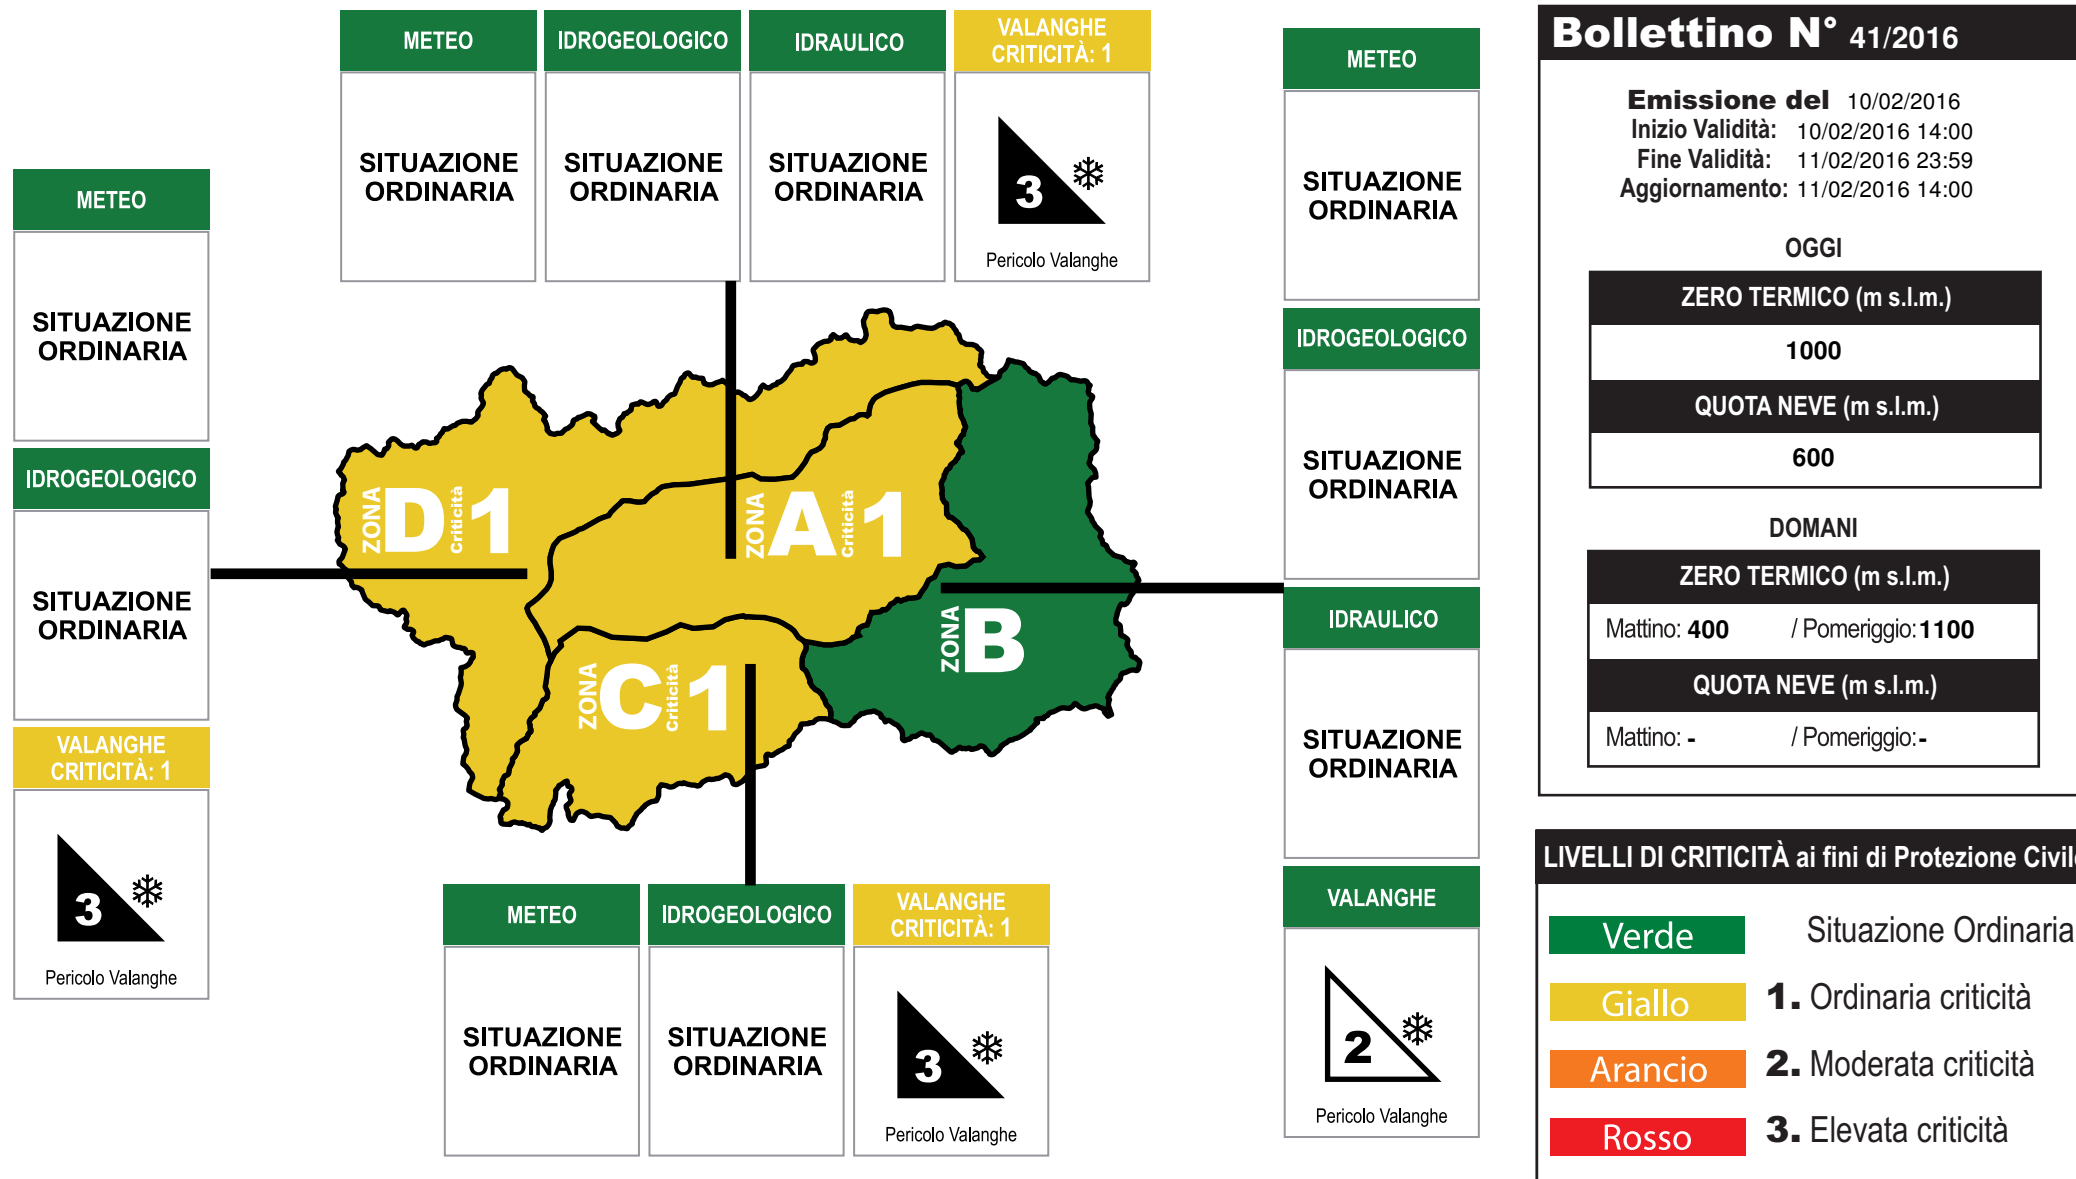 METEO
IDROGEOLOGICO
IDRAULICO
VALANGHE
CRITICITÀ: 1
SITUAZIONE
ORDINARIA
SITUAZIONE
ORDINARIA
SITUAZIONE
ORDINARIA
3
Pericolo Valanghe
METEO
SITUAZIONE
ORDINARIA
IDROGEOLOGICO
SITUAZIONE
ORDINARIA
VALANGHE
CRITICITÀ: 1
3
Pericolo Valanghe
ZONA D Criticità 1
ZONA A Criticità 1
ZONA B
ZONA C Criticità 1
METEO
IDROGEOLOGICO
VALANGHE
CRITICITÀ: 1
SITUAZIONE
ORDINARIA
SITUAZIONE
ORDINARIA
3
Pericolo Valanghe
METEO
SITUAZIONE
ORDINARIA
IDROGEOLOGICO
SITUAZIONE
ORDINARIA
IDRAULICO
SITUAZIONE
ORDINARIA
VALANGHE
2
Pericolo Valanghe
Bollettino N° 41/2016
Emissione del 10/02/2016
Inizio Validità: 10/02/2016 14:00
Fine Validità: 11/02/2016 23:59
Aggiornamento: 11/02/2016 14:00
OGGI
ZERO TERMICO (m s.l.m.)
1000
QUOTA NEVE (m s.l.m.)
600
DOMANI
ZERO TERMICO (m s.l.m.)
Mattino: 400 / Pomeriggio: 1100
QUOTA NEVE (m s.l.m.)
Mattino: - / Pomeriggio: -
LIVELLI DI CRITICITÀ ai fini di Protezione Civile
Verde Situazione Ordinaria
Giallo 1. Ordinaria criticità
Arancio 2. Moderata criticità
Rosso 3. Elevata criticità